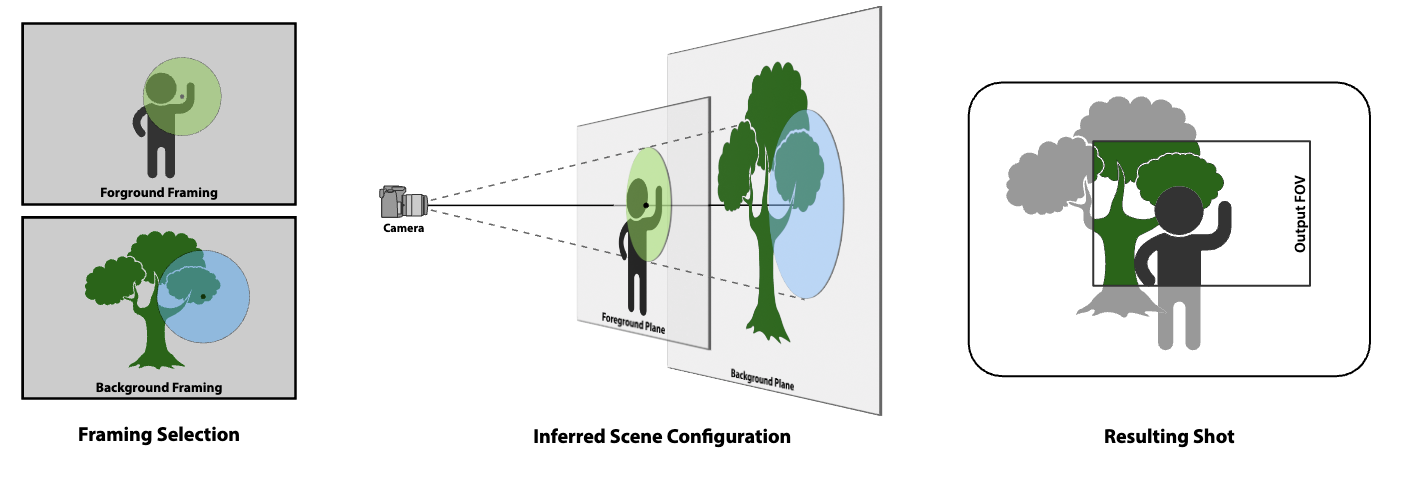 Forground Framing
Background Framing
Framing Selection
Camera
Foreground Plane
Background Plane
Inferred Scene Configuration
Output FOV
Resulting Shot